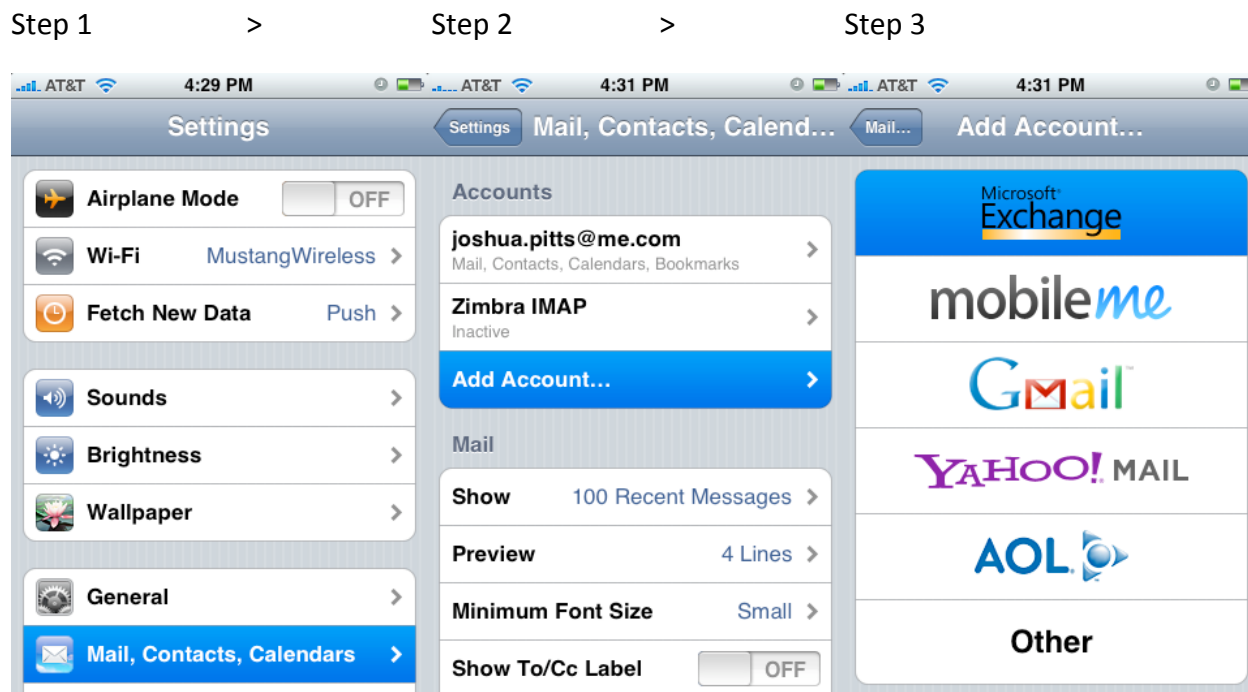 Step 1 > Step 2 > Step 3
AT&T 4:29 PM
Settings
Airplane Mode OFF
Wi-Fi MustangWireless >
Fetch New Data Push >
Sounds >
Brightness >
Wallpaper >
General >
Mail, Contacts, Calendars >
AT&T 4:31 PM
Settings Mail, Contacts, Calend...
Accounts
joshua.pitts@me.com >
Mail, Contacts, Calendars, Bookmarks
Zimbra IMAP >
Inactive
Add Account... >
Mail
Show 100 Recent Messages >
Preview 4 Lines >
Minimum Font Size Small >
Show To/Cc Label OFF
AT&T 4:31 PM
Mail... Add Account...
Microsoft
Exchange
mobileme
Gmail
YAHOO! MAIL
AOL
Other